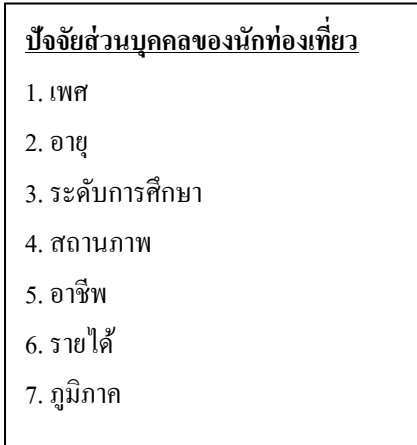 ปัจจัยส่วนบุคคลของนักท่องเที่ยว
1. เพศ
2. อายุ
3. ระดับการศึกษา
4. สถานภาพ
5. อาชีพ
6. รายได้
7. ภูมิภาค